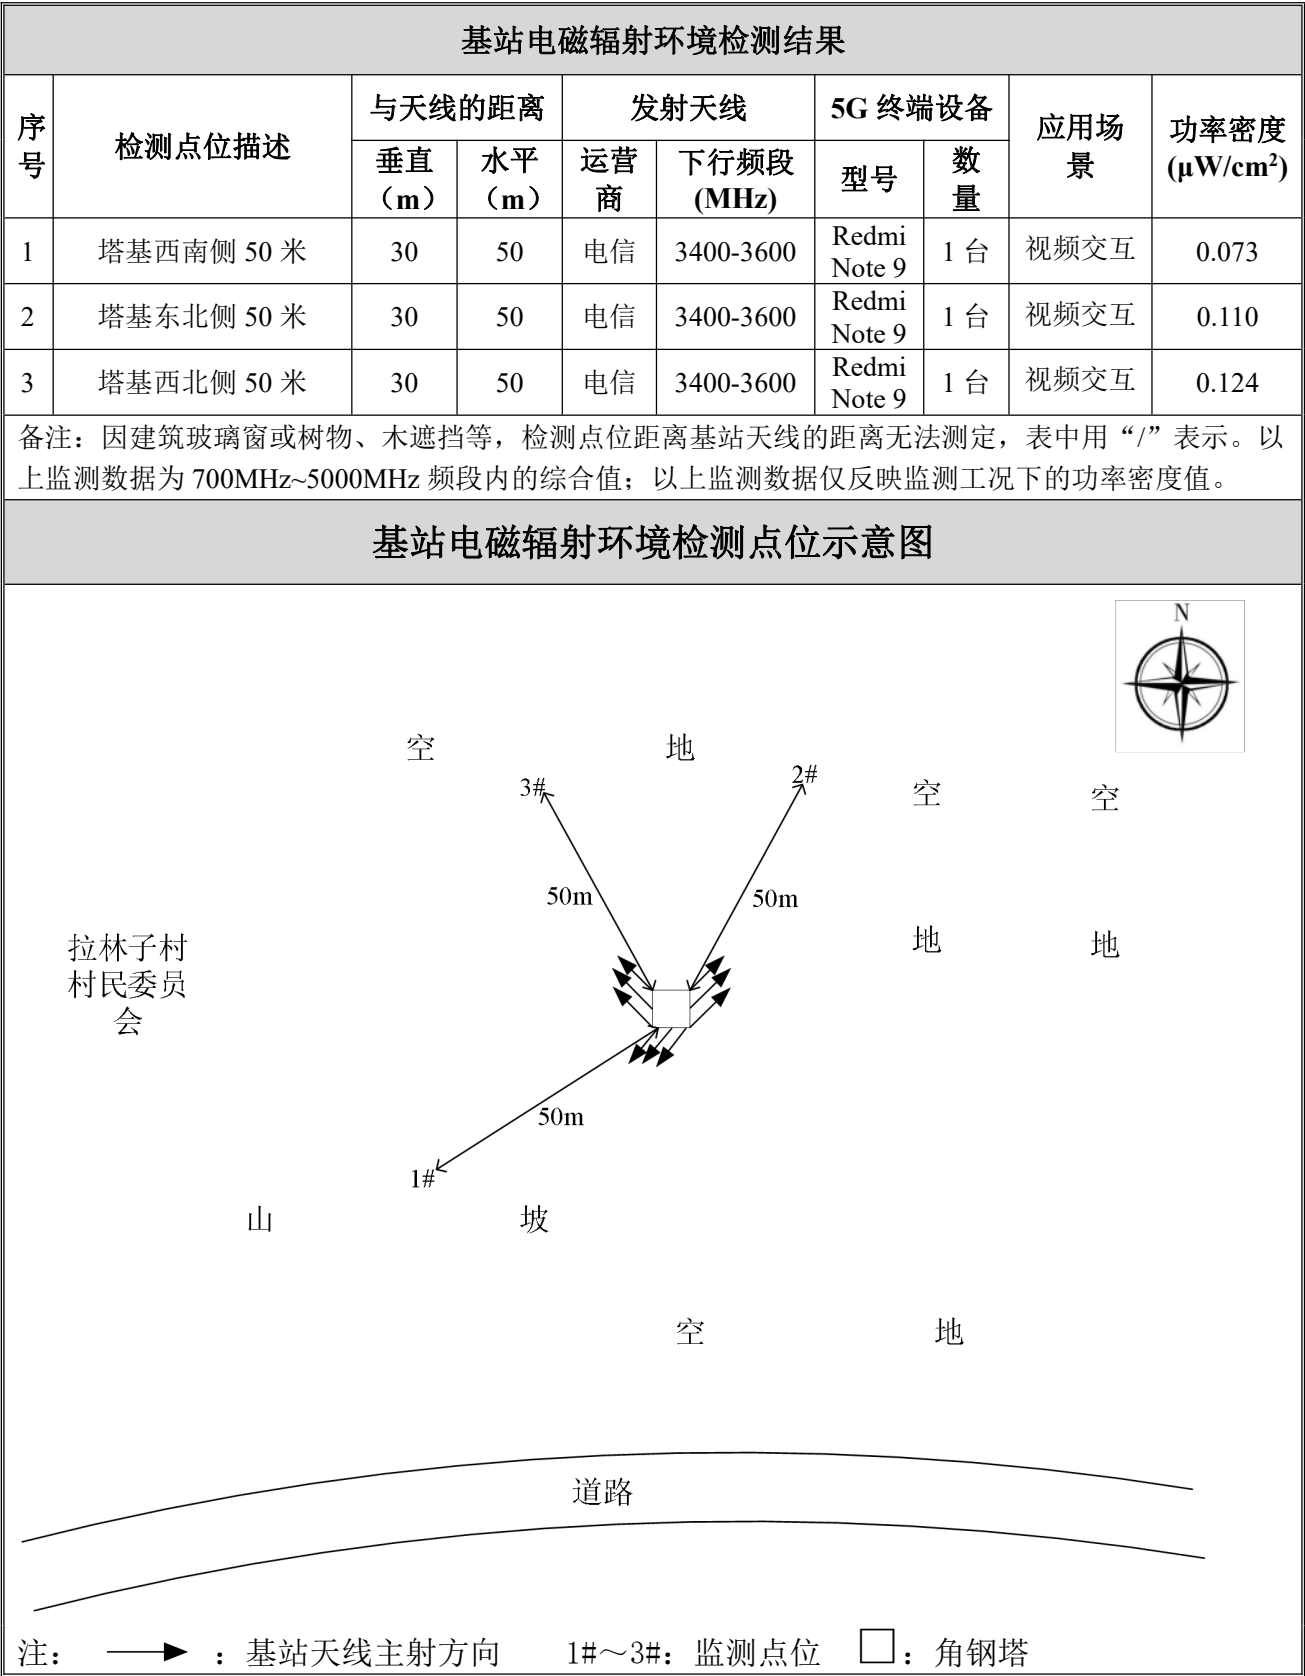 基站电磁辐射环境检测结果
序号 检测点位描述 与天线的距离 发射天线 5G 终端设备 应用场景 功率密度(μW/cm²)
垂直（m） 水平（m） 运营商 下行频段(MHz) 型号 数量
1 塔基西南侧 50 米 30 50 电信 3400-3600 Redmi Note 9 1 台 视频交互 0.073
2 塔基东北侧 50 米 30 50 电信 3400-3600 Redmi Note 9 1 台 视频交互 0.110
3 塔基西北侧 50 米 30 50 电信 3400-3600 Redmi Note 9 1 台 视频交互 0.124
备注：因建筑玻璃窗或树物、木遮挡等，检测点位距离基站天线的距离无法测定，表中用“/”表示。以
上监测数据为 700MHz~5000MHz 频段内的综合值；以上监测数据仅反映监测工况下的功率密度值。
基站电磁辐射环境检测点位示意图
N
空 地
3# 2#
空 空
50m 50m
地 地
拉林子村
村民委员
会
50m
1#
山 坡
空 地
道路
注： ：基站天线主射方向 1#～3#：监测点位 ：角钢塔